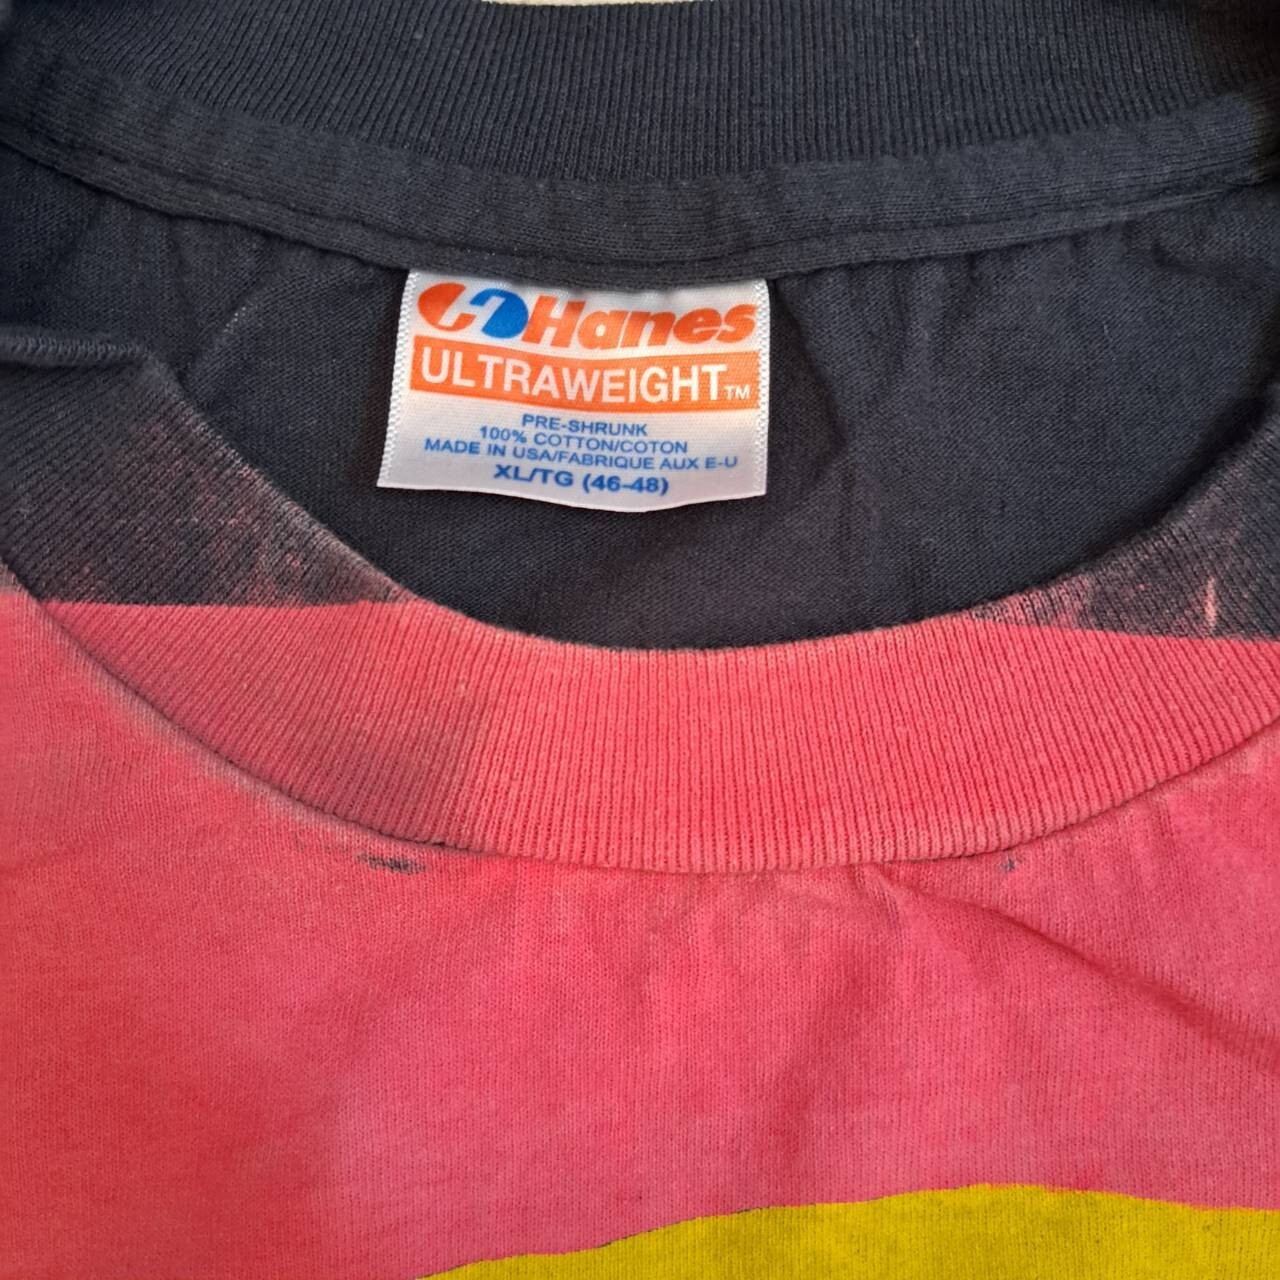 Hanes
ULTRAWEIGHT™
PRE-SHRUNK
100% COTTON/COTON
MADE IN USA/FABRIQUE AUX E-U
XL/TG (46-48)